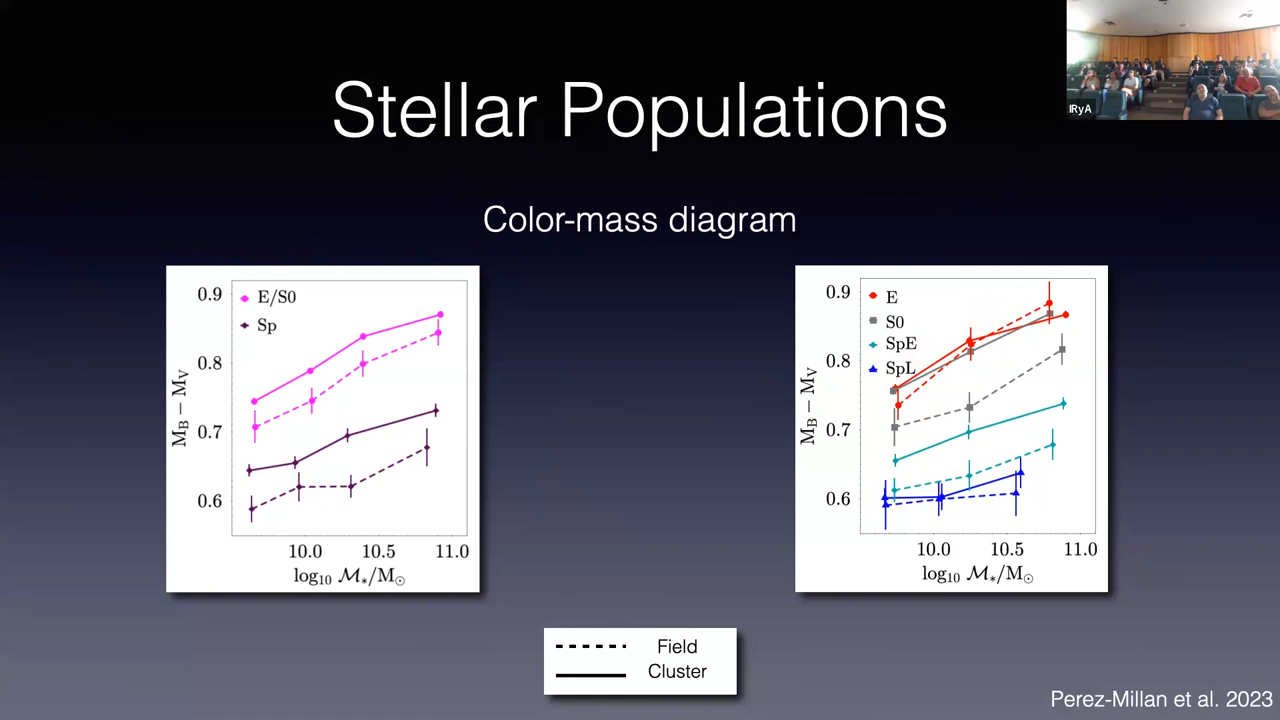 IRyA
Stellar Populations
Color-mass diagram
0.9
0.8
0.7
0.6
M_B − M_V
E/S0
Sp
10.0 10.5 11.0
log₁₀ ℳ*/M☉
0.9
0.8
0.7
0.6
M_B − M_V
E
S0
SpE
SpL
10.0 10.5 11.0
log₁₀ ℳ*/M☉
Field
Cluster
Perez-Millan et al. 2023